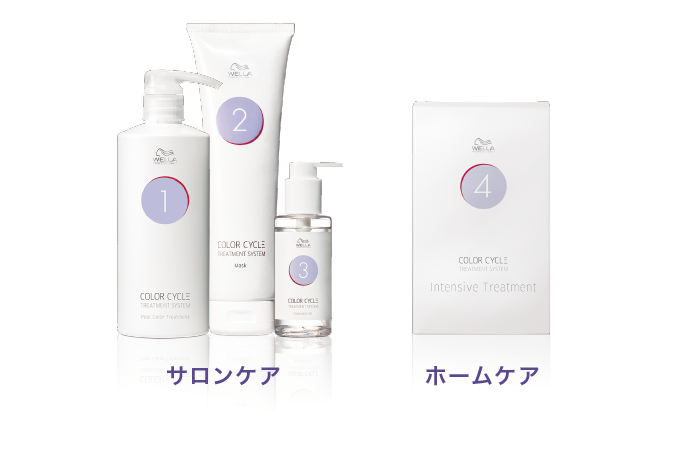 WELLA
1
COLOR CYCLE
TREATMENT SYSTEM
Post Color Treatment
WELLA
2
COLOR CYCLE
TREATMENT SYSTEM
Mask
WELLA
3
COLOR CYCLE
TREATMENT SYSTEM
サロンケア
WELLA
4
COLOR CYCLE
TREATMENT SYSTEM
Intensive Treatment
ホームケア